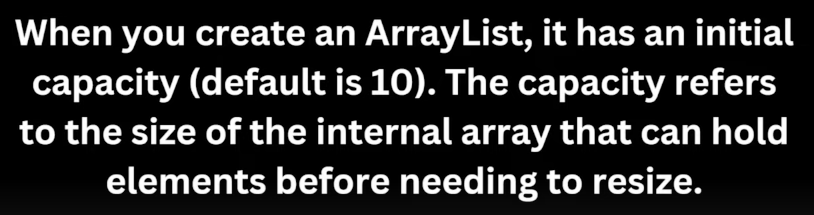 When you create an ArrayList, it has an initial
capacity (default is 10). The capacity refers
to the size of the internal array that can hold
elements before needing to resize.